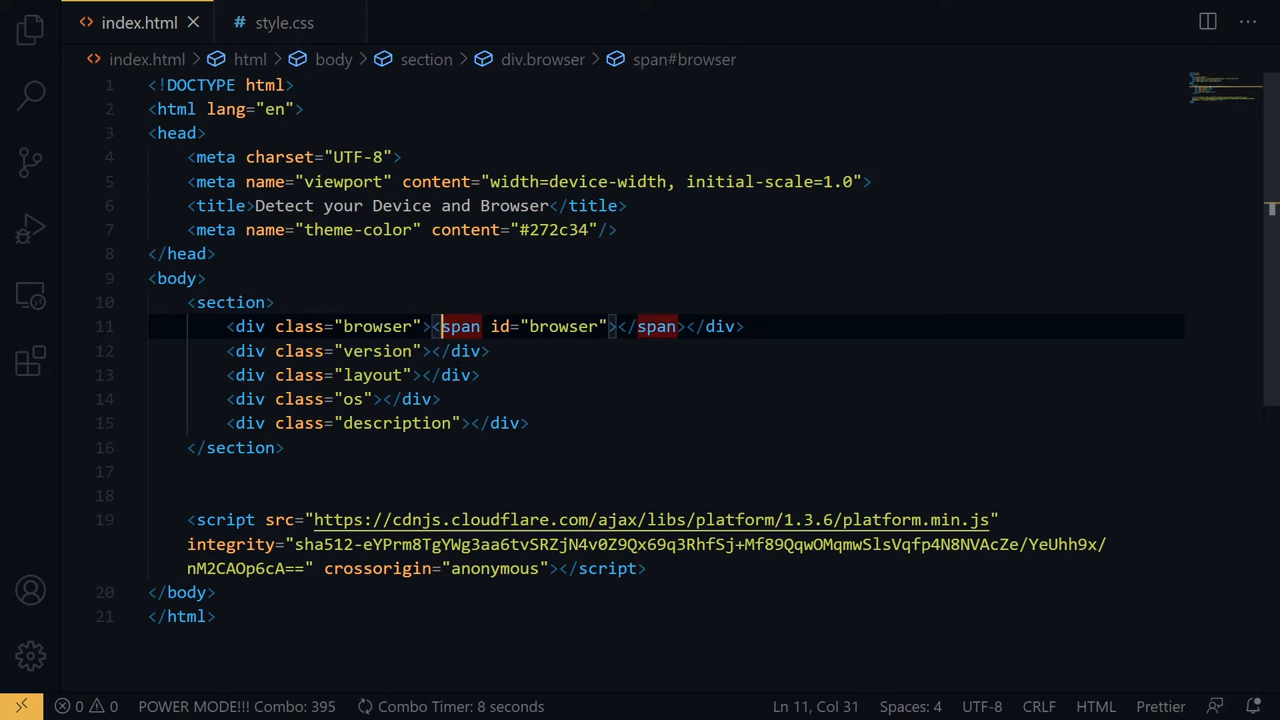 index.html
# style.css
index.html > html > body > section > div.browser > span#browser
1 <!DOCTYPE html>
2 <html lang="en">
3 <head>
4 <meta charset="UTF-8">
5 <meta name="viewport" content="width=device-width, initial-scale=1.0">
6 <title>Detect your Device and Browser</title>
7 <meta name="theme-color" content="#272c34"/>
8 </head>
9 <body>
10 <section>
11 <div class="browser"><span id="browser"></span></div>
12 <div class="version"></div>
13 <div class="layout"></div>
14 <div class="os"></div>
15 <div class="description"></div>
16 </section>
17
18
19 <script src="https://cdnjs.cloudflare.com/ajax/libs/platform/1.3.6/platform.min.js"
integrity="sha512-eYPrm8TgYWg3aa6tvSRZjN4v0Z9Qx69q3RhfSj+Mf89QqwOMqmwSlsVqfp4N8NVAcZe/YeUhh9x/
nM2CAOp6cA==" crossorigin="anonymous"></script>
20 </body>
21 </html>
0 0 POWER MODE!!! Combo: 395 Combo Timer: 8 seconds Ln 11, Col 31 Spaces: 4 UTF-8 CRLF HTML Prettier